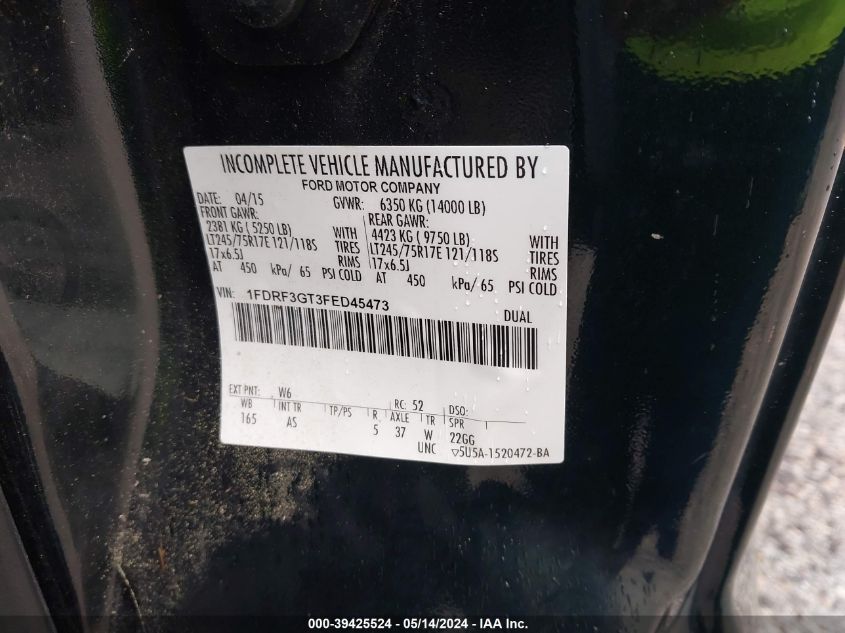 INCOMPLETE VEHICLE MANUFACTURED BY
FORD MOTOR COMPANY
DATE: 04/15 GVWR: 6350 KG (14000 LB)
FRONT GAWR: REAR GAWR:
2381 KG ( 5250 LB) WITH 4423 KG ( 9750 LB) WITH
LT245/75R17E 121/118S TIRES LT245/75R17E 121/118S TIRES
17x6.5J RIMS 17x6.5J RIMS
AT 450 kPa/ 65 PSI COLD AT 450 kPa/ 65 PSI COLD
VIN: 1FDRF3GT3FED45473 DUAL
EXT PNT: W6 RC: 52 DSO:
WB INT TR TP/PS R AXLE TR SPR
165 AS 5 37 W 22GG
UNC ▽5U5A-1520472-BA
000-39425524 - 05/14/2024 - IAAI INC.